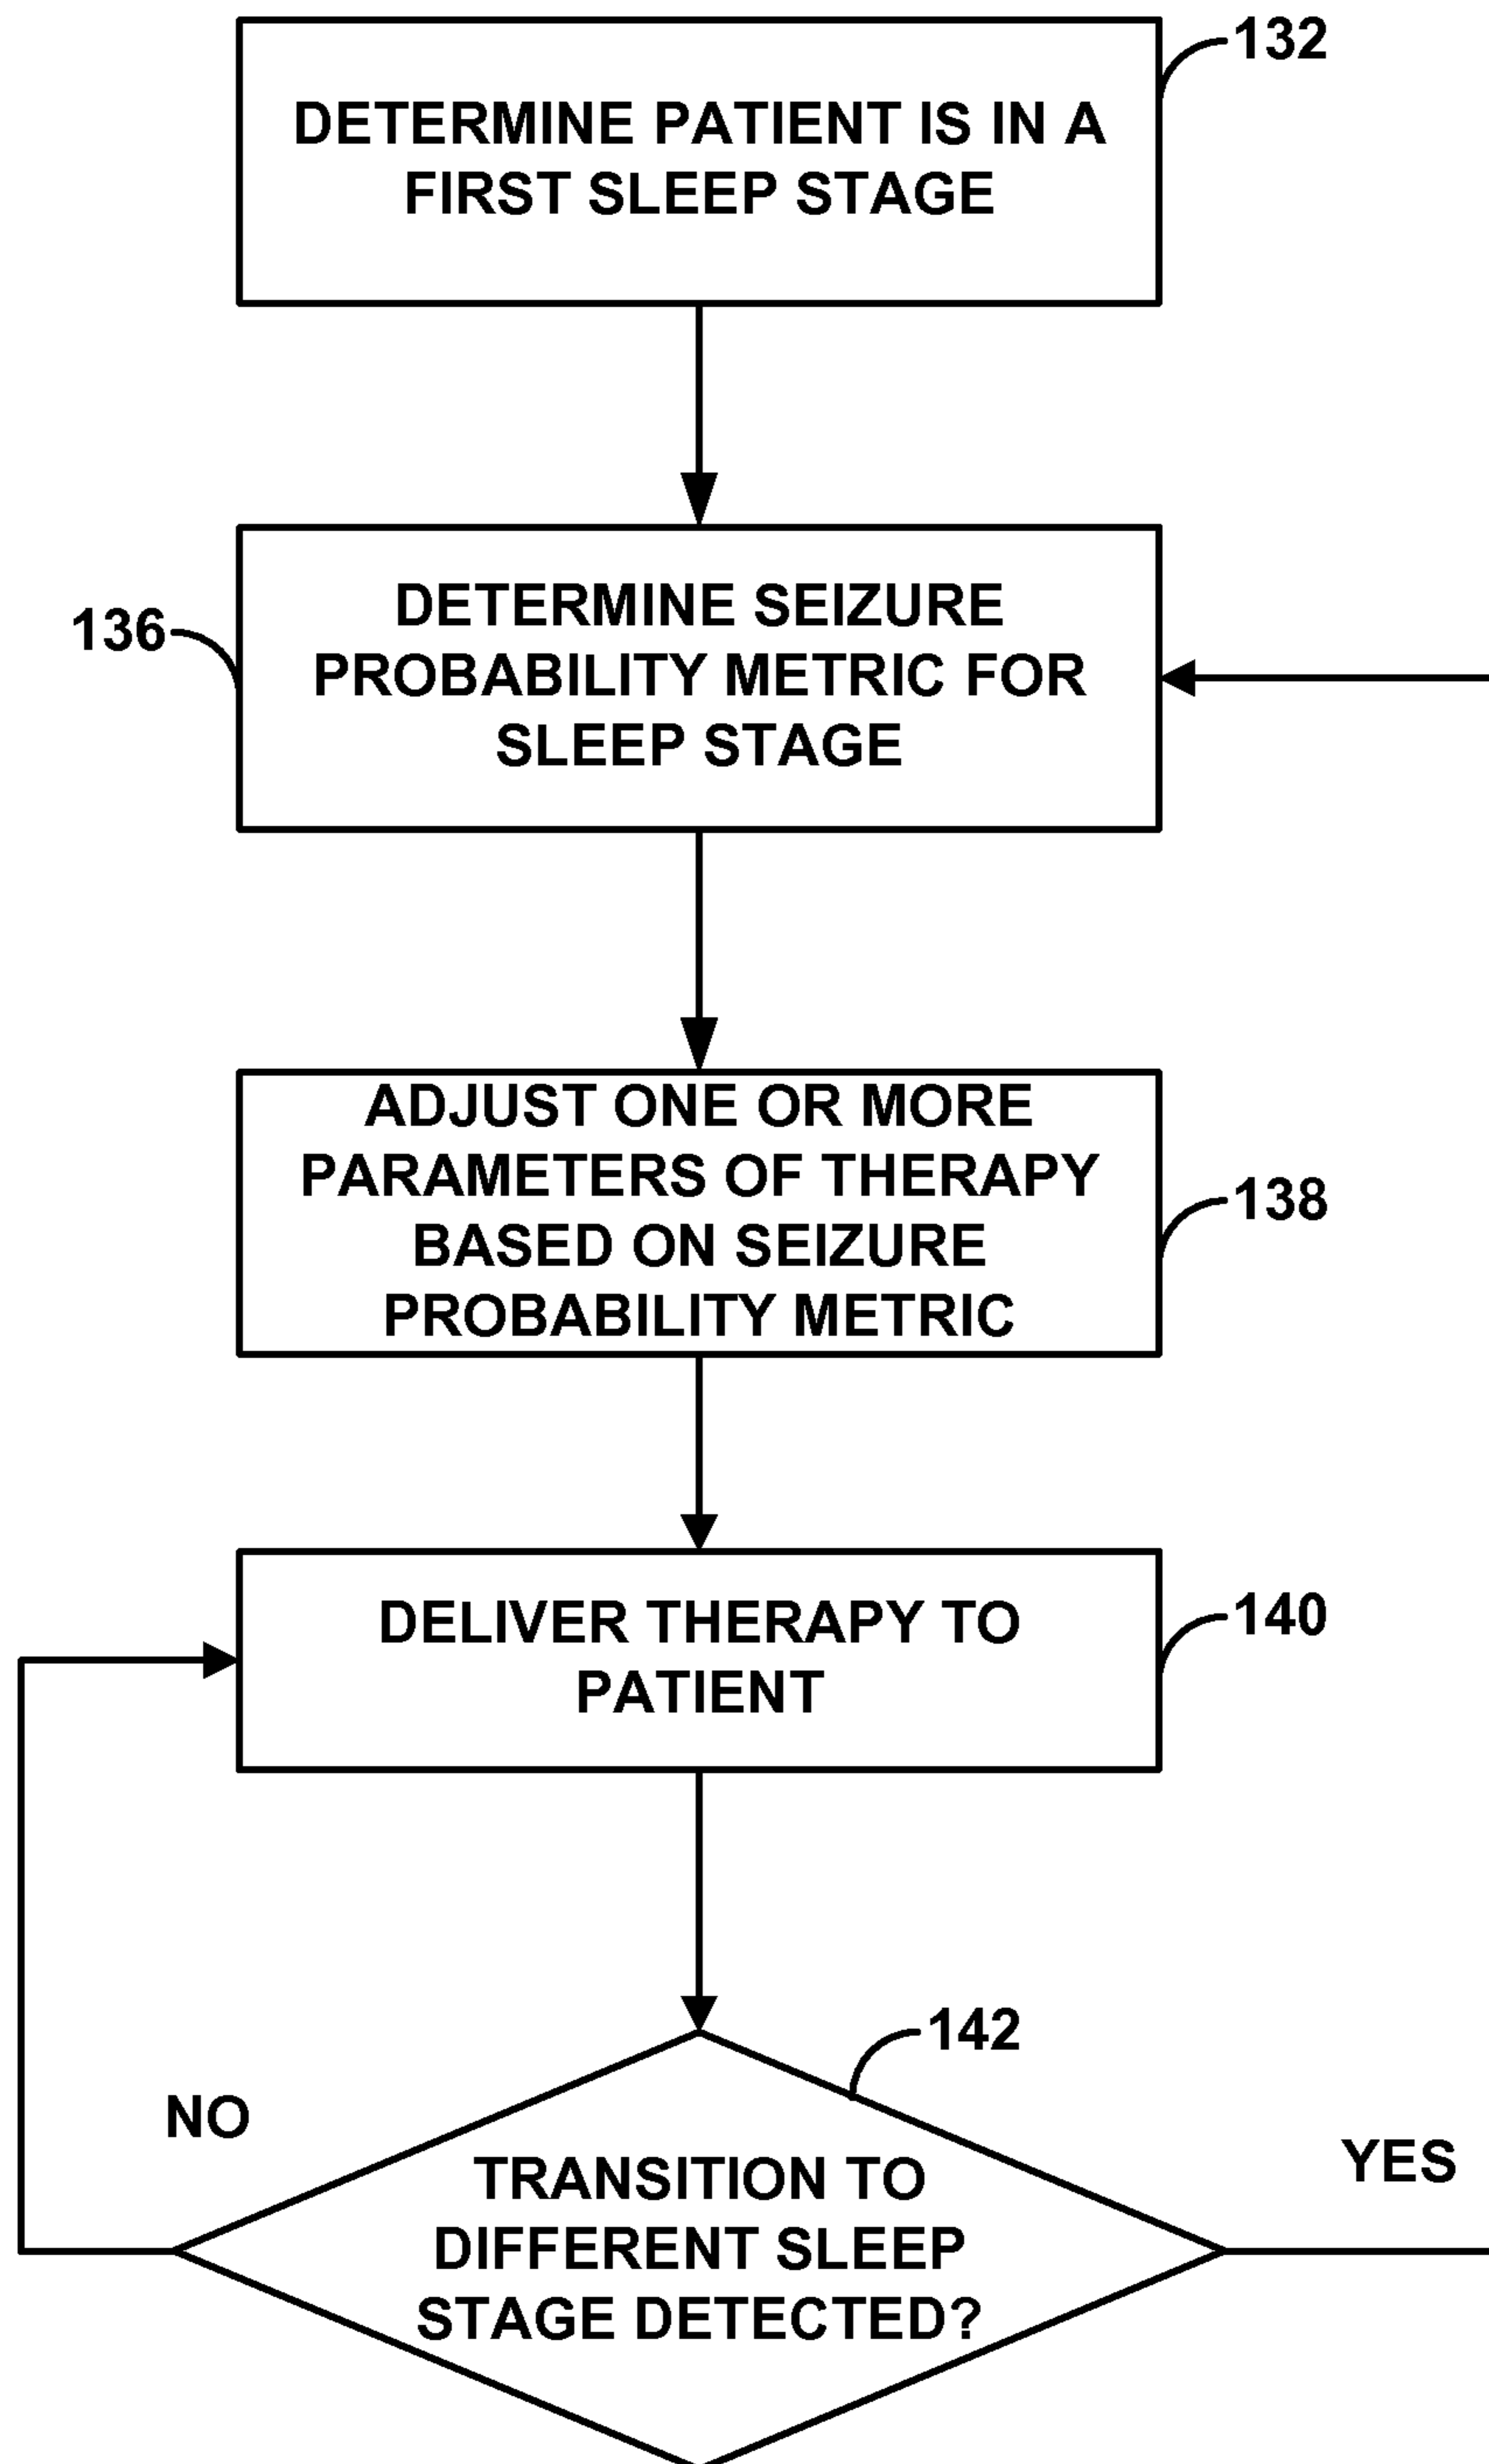 132
DETERMINE PATIENT IS IN A
FIRST SLEEP STAGE
136
DETERMINE SEIZURE
PROBABILITY METRIC FOR
SLEEP STAGE
ADJUST ONE OR MORE
PARAMETERS OF THERAPY
BASED ON SEIZURE
PROBABILITY METRIC
138
DELIVER THERAPY TO
PATIENT
140
142
NO
YES
TRANSITION TO
DIFFERENT SLEEP
STAGE DETECTED?